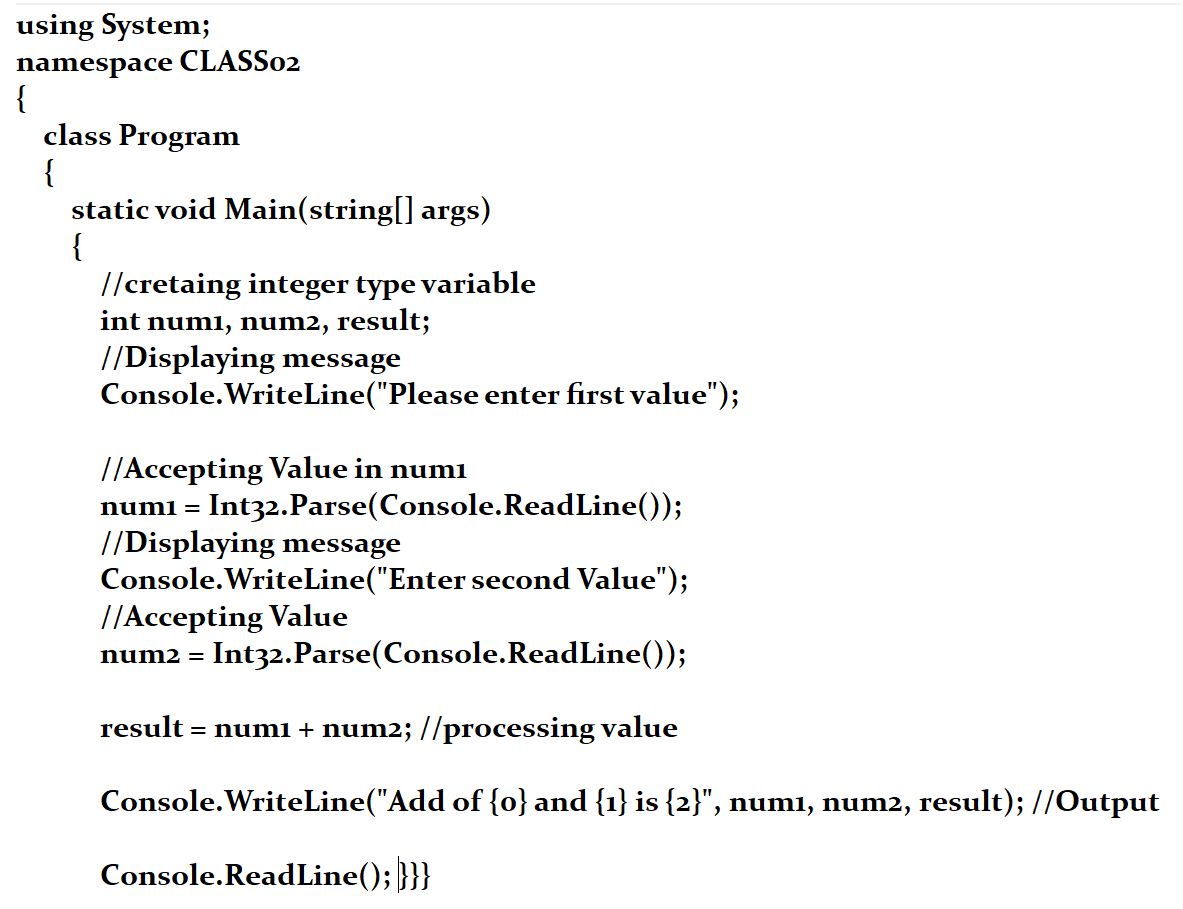 using System;
namespace CLASS02
{
class Program
{
static void Main(string[] args)
{
//cretaing integer type variable
int num1, num2, result;
//Displaying message
Console.WriteLine("Please enter first value");
//Accepting Value in num1
num1 = Int32.Parse(Console.ReadLine());
//Displaying message
Console.WriteLine("Enter second Value");
//Accepting Value
num2 = Int32.Parse(Console.ReadLine());
result = num1 + num2; //processing value
Console.WriteLine("Add of {0} and {1} is {2}", num1, num2, result); //Output
Console.ReadLine(); }}}